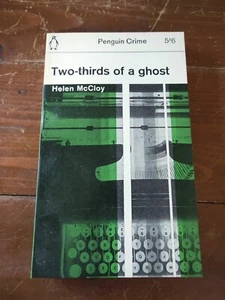 Penguin Crime 5'6
Two-thirds of a ghost
Helen McCloy